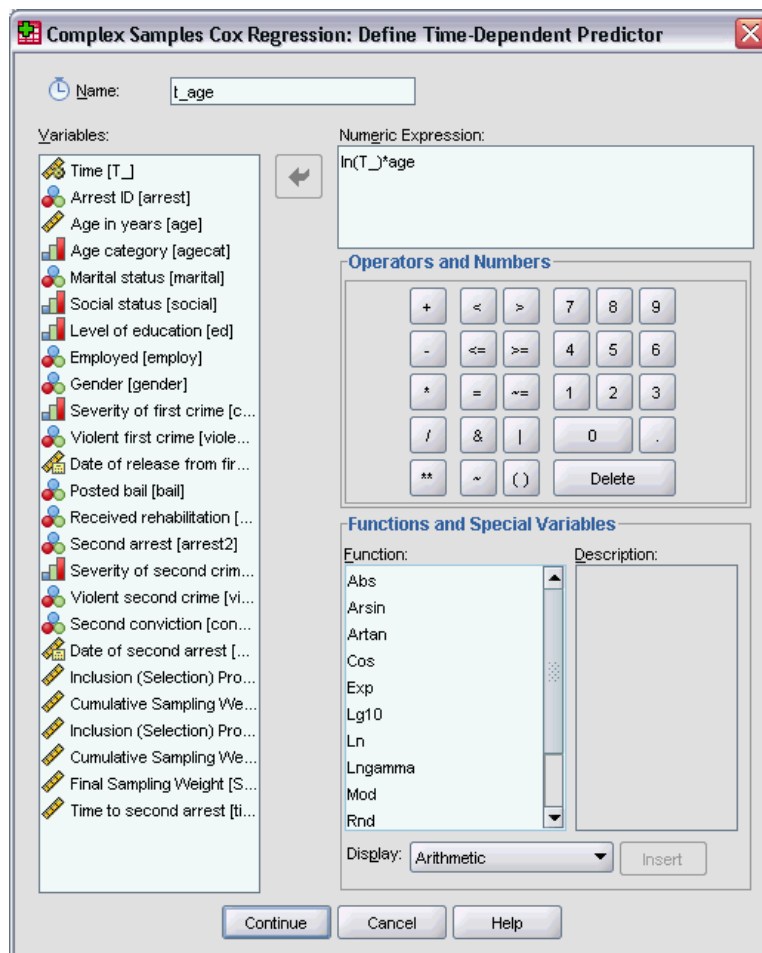 Complex Samples Cox Regression: Define Time-Dependent Predictor
Name: t_age
Variables:
Time [T_]
Arrest ID [arrest]
Age in years [age]
Age category [agecat]
Marital status [marital]
Social status [social]
Level of education [ed]
Employed [employ]
Gender [gender]
Severity of first crime [c...
Violent first crime [viole...
Date of release from fir...
Posted bail [bail]
Received rehabilitation [...
Second arrest [arrest2]
Severity of second crim...
Violent second crime [vi...
Second conviction [con...
Date of second arrest [...
Inclusion (Selection) Pro...
Cumulative Sampling We...
Inclusion (Selection) Pro...
Cumulative Sampling We...
Final Sampling Weight [S...
Time to second arrest [ti...
Numeric Expression:
ln(T_)*age
Operators and Numbers
+ < > 7 8 9
- <= >= 4 5 6
* = ~= 1 2 3
/ & | 0 .
** ~ ( ) Delete
Functions and Special Variables
Function:
Abs
Arsin
Artan
Cos
Exp
Lg10
Ln
Lngamma
Mod
Rnd
Description:
Display: Arithmetic Insert
Continue Cancel Help